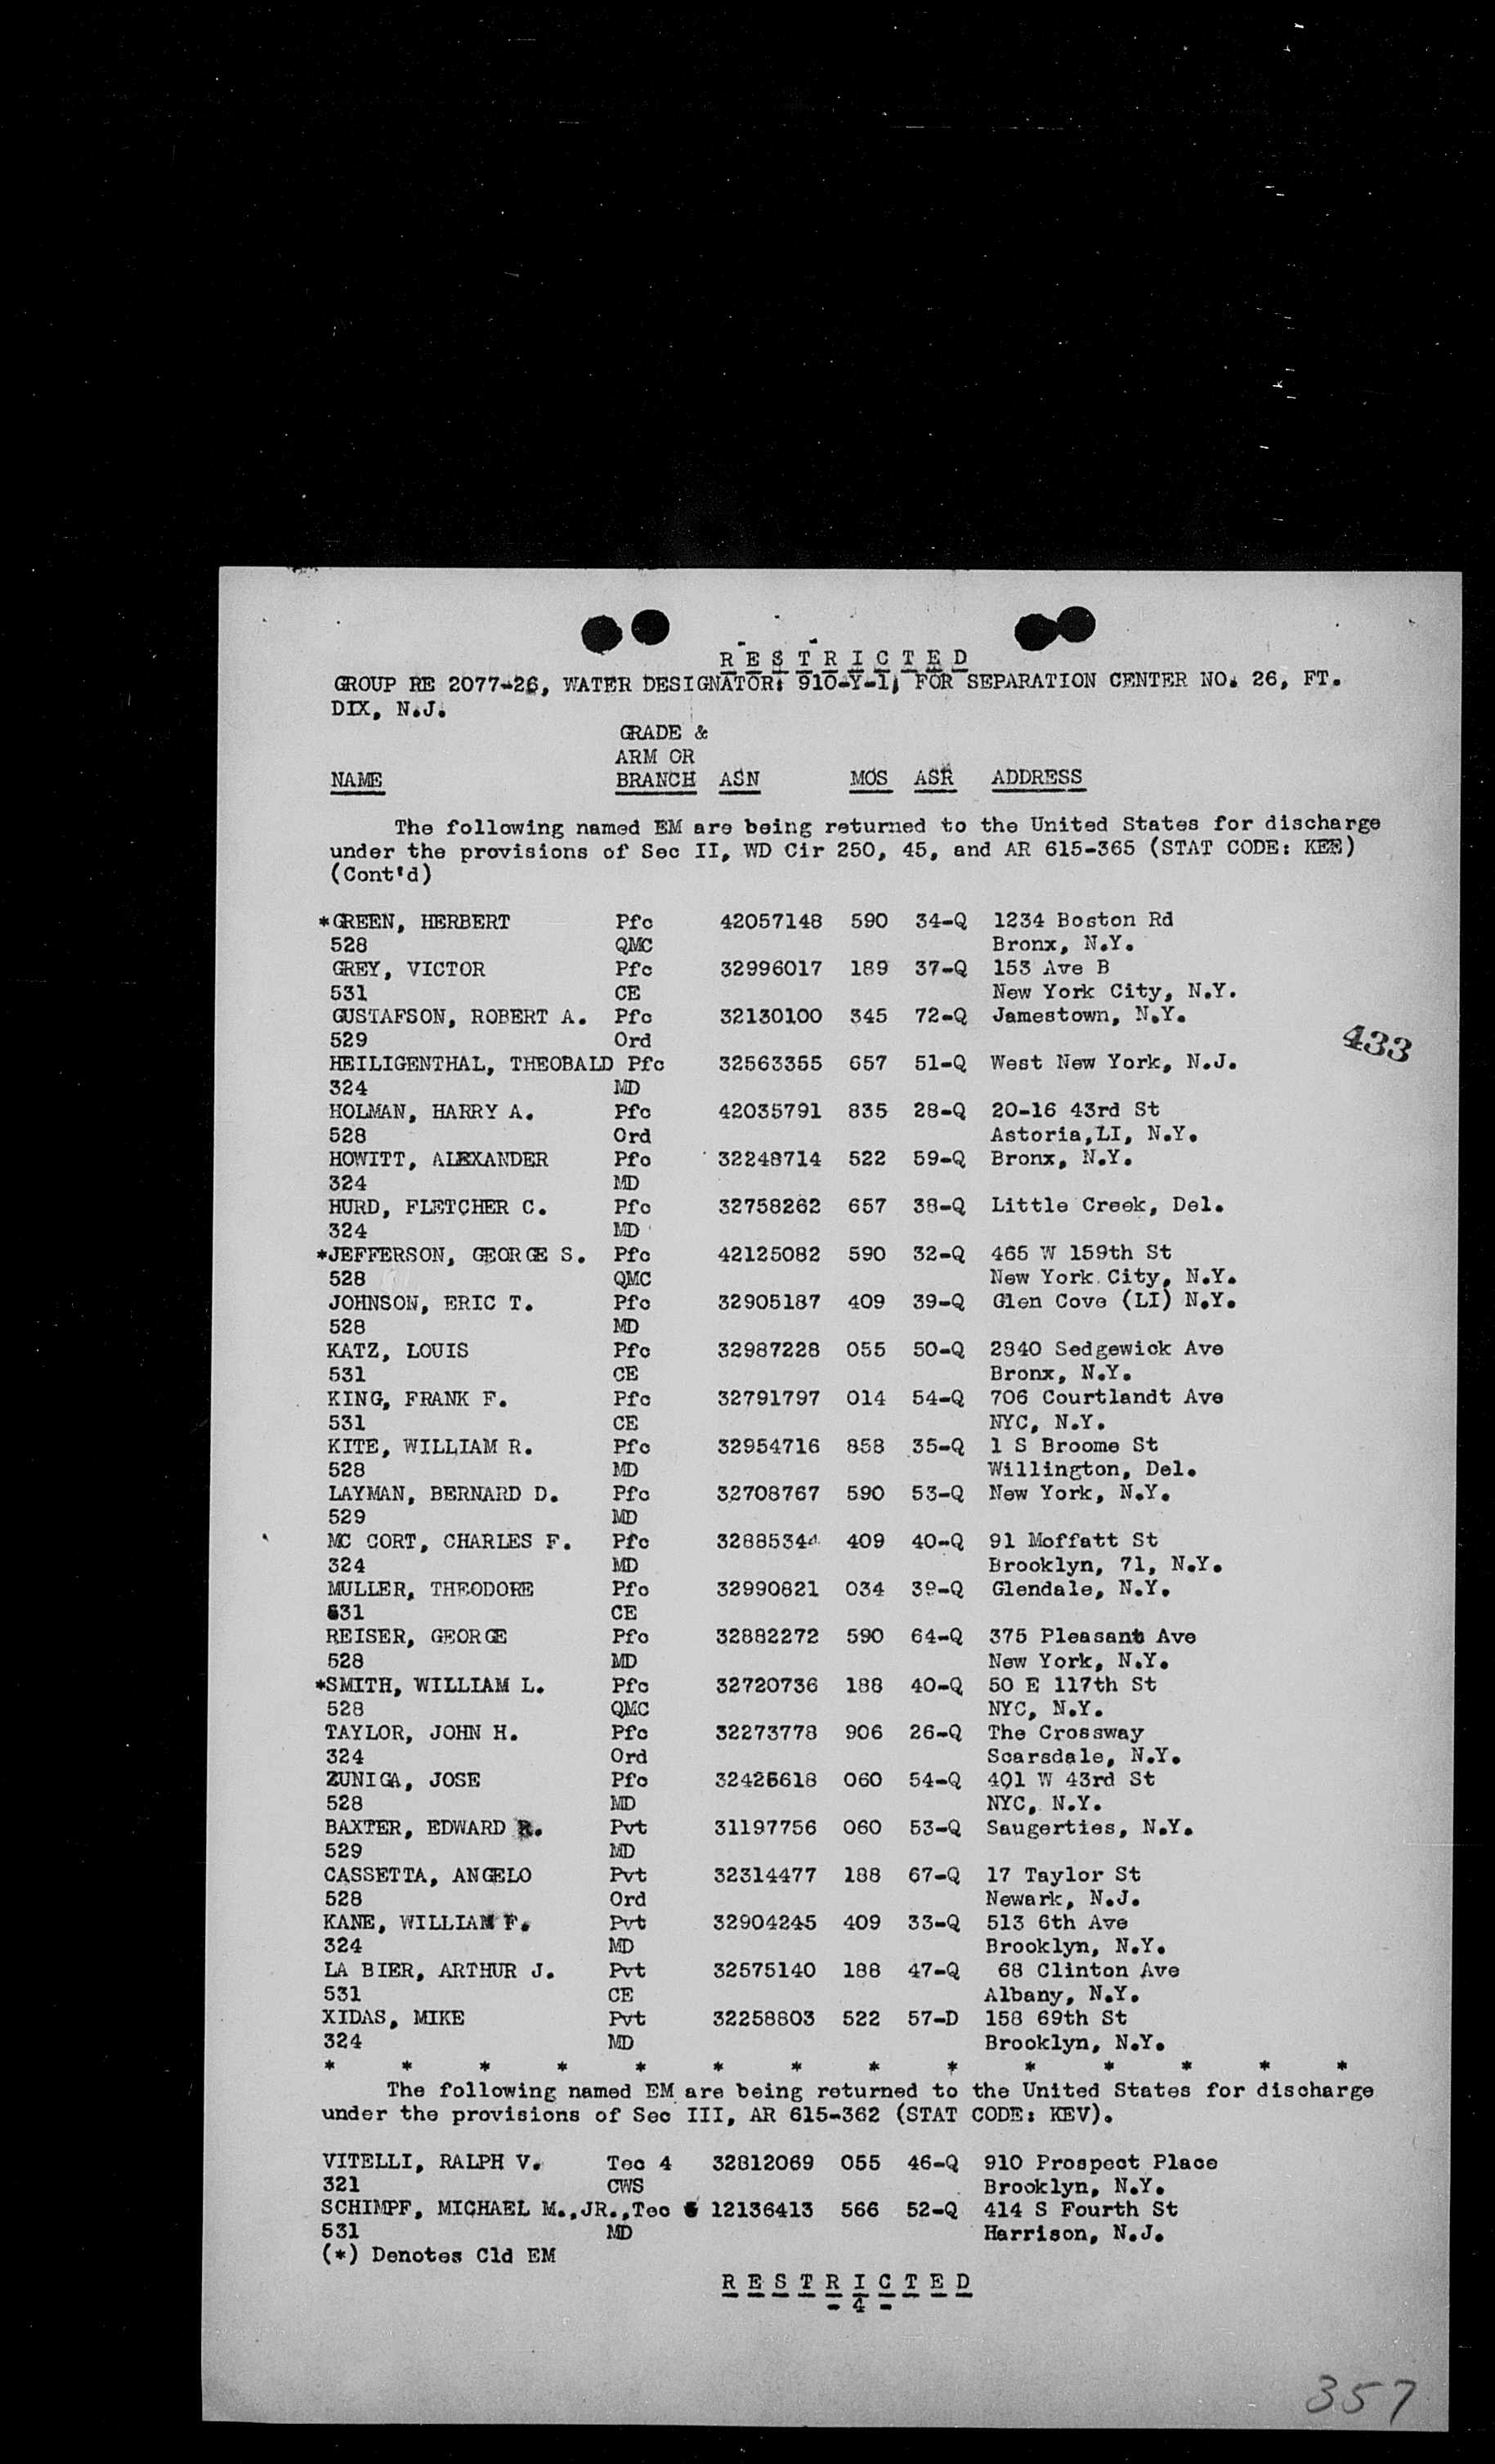 R E S T R I C T E D
GROUP RE 2077-26, WATER DESIGNATOR: 910-Y-1, FOR SEPARATION CENTER NO. 26, FT.
DIX, N.J.
GRADE &
ARM OR
NAME BRANCH ASN MOS ASR ADDRESS
The following named EM are being returned to the United States for discharge
under the provisions of Sec II, WD Cir 250, 45, and AR 615-365 (STAT CODE: KEE)
(Cont'd)
*GREEN, HERBERT Pfc 42057148 590 34-Q 1234 Boston Rd
528 QMC Bronx, N.Y.
GREY, VICTOR Pfc 32996017 189 37-Q 153 Ave B
531 CE New York City, N.Y.
GUSTAFSON, ROBERT A. Pfc 32130100 345 72-Q Jamestown, N.Y.
529 Ord
433
HEILIGENTHAL, THEOBALD Pfc 32563355 657 51-Q West New York, N.J.
324 MD
HOLMAN, HARRY A. Pfc 42035791 835 28-Q 20-16 43rd St
528 Ord Astoria,LI, N.Y.
HOWITT, ALEXANDER Pfc 32248714 522 59-Q Bronx, N.Y.
324 MD
HURD, FLETCHER C. Pfc 32758262 657 38-Q Little Creek, Del.
324 MD
*JEFFERSON, GEORGE S. Pfc 42125082 590 32-Q 465 W 159th St
528 QMC New York City, N.Y.
JOHNSON, ERIC T. Pfc 32905187 409 39-Q Glen Cove (LI) N.Y.
528 MD
KATZ, LOUIS Pfc 32987228 055 50-Q 2840 Sedgewick Ave
531 CE Bronx, N.Y.
KING, FRANK F. Pfc 32791797 014 54-Q 706 Courtlandt Ave
531 CE NYC, N.Y.
KITE, WILLIAM R. Pfc 32954716 858 35-Q 1 S Broome St
528 MD Willington, Del.
LAYMAN, BERNARD D. Pfc 32708767 590 53-Q New York, N.Y.
529 MD
MC CORT, CHARLES F. Pfc 32885344 409 40-Q 91 Moffatt St
324 MD Brooklyn, 71, N.Y.
MULLER, THEODORE Pfc 32990821 034 39-Q Glendale, N.Y.
531 CE
REISER, GEORGE Pfc 32882272 590 64-Q 375 Pleasant Ave
528 MD New York, N.Y.
*SMITH, WILLIAM L. Pfc 32720736 188 40-Q 50 E 117th St
528 QMC NYC, N.Y.
TAYLOR, JOHN H. Pfc 32273778 906 26-Q The Crossway
324 Ord Scarsdale, N.Y.
ZUNIGA, JOSE Pfc 060 54-Q 401 W 43rd St
528 MD NYC, N.Y.
BAXTER, EDWARD R. Pvt 31197756 060 53-Q Saugerties, N.Y.
529 MD
CASSETTA, ANGELO Pvt 32314477 188 67-Q 17 Taylor St
528 Ord Newark, N.J.
KANE, WILLIAM F. Pvt 32904245 409 33-Q 513 6th Ave
324 MD Brooklyn, N.Y.
LA BIER, ARTHUR J. Pvt 32575140 188 47-Q 68 Clinton Ave
531 CE Albany, N.Y.
XIDAS, MIKE Pvt 32258803 522 57-D 158 69th St
324 MD Brooklyn, N.Y.
* * * * * * * * * * * * * *
The following named EM are being returned to the United States for discharge
under the provisions of Sec III, AR 615-362 (STAT CODE: KEV).
VITELLI, RALPH V. Tec 4 32812069 055 46-Q 910 Prospect Place
321 CWS Brooklyn, N.Y.
SCHIMPF, MICHAEL M.,JR.,Tec 12136413 566 52-Q 414 S Fourth St
531 MD Harrison, N.J.
(*) Denotes Cld EM
R E S T R I C T E D
- 4 -
357